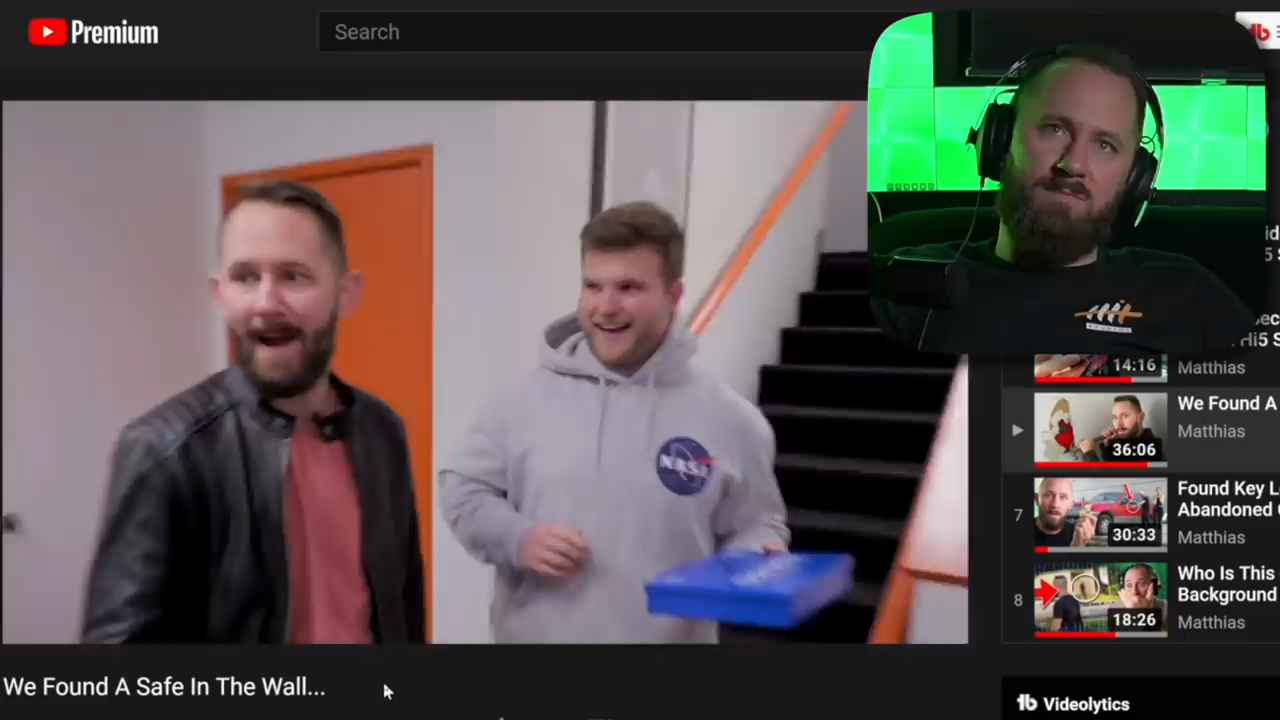 Premium
Search
NASA
14:16
Matthias
We Found A
Matthias
36:06
7
Found Key L
Abandoned
Matthias
30:33
8
Who Is This
Background
Matthias
18:26
We Found A Safe In The Wall...
Videolytics